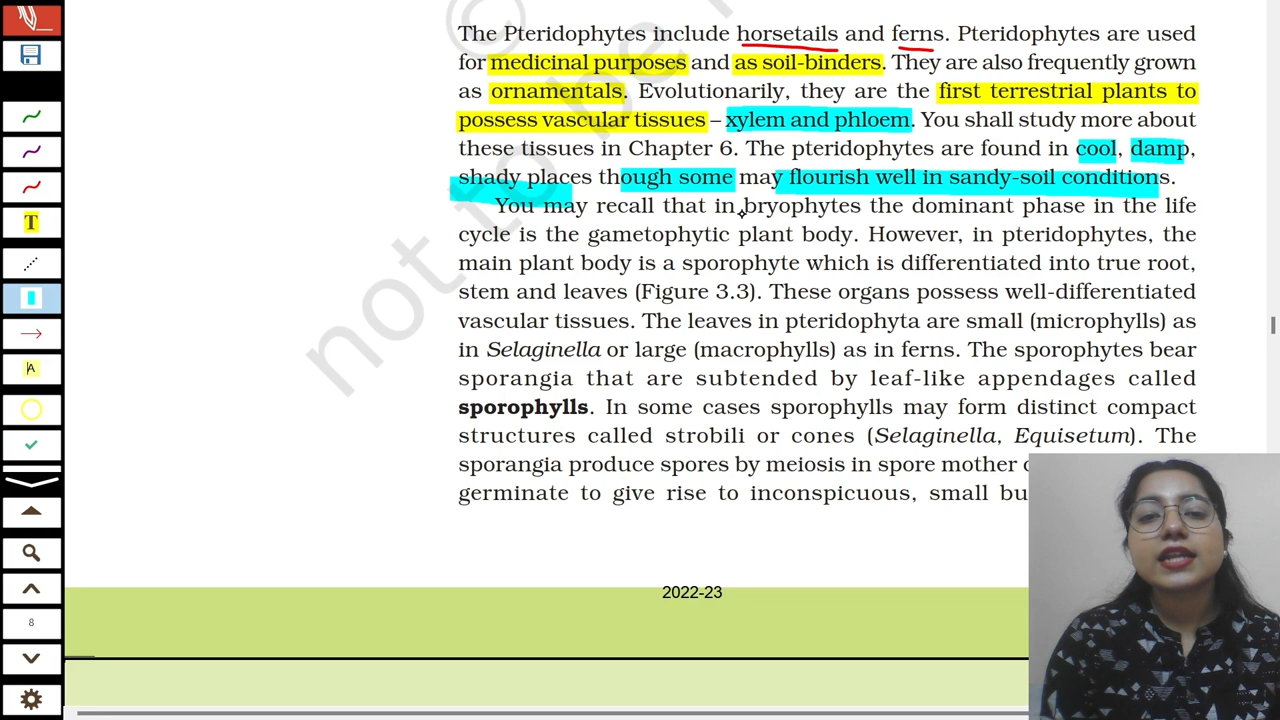 The Pteridophytes include horsetails and ferns. Pteridophytes are used
for medicinal purposes and as soil-binders. They are also frequently grown
as ornamentals. Evolutionarily, they are the first terrestrial plants to
possess vascular tissues – xylem and phloem. You shall study more about
these tissues in Chapter 6. The pteridophytes are found in cool, damp,
shady places though some may flourish well in sandy-soil conditions.
You may recall that in bryophytes the dominant phase in the life
cycle is the gametophytic plant body. However, in pteridophytes, the
main plant body is a sporophyte which is differentiated into true root,
stem and leaves (Figure 3.3). These organs possess well-differentiated
vascular tissues. The leaves in pteridophyta are small (microphylls) as
in Selaginella or large (macrophylls) as in ferns. The sporophytes bear
sporangia that are subtended by leaf-like appendages called
sporophylls. In some cases sporophylls may form distinct compact
structures called strobili or cones (Selaginella, Equisetum). The
sporangia produce spores by meiosis in spore mother
germinate to give rise to inconspicuous, small
2022-23
©
not to be
T
A
8